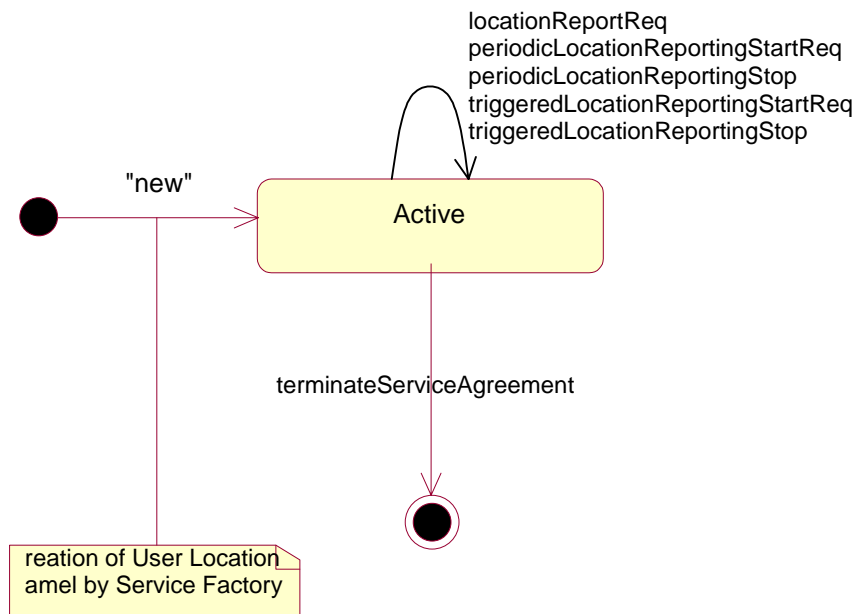 locationReportReq
periodicLocationReportingStartReq
periodicLocationReportingStop
triggeredLocationReportingStartReq
triggeredLocationReportingStop
"new"
Active
terminateServiceAgreement
reation of User Location
amel by Service Factory